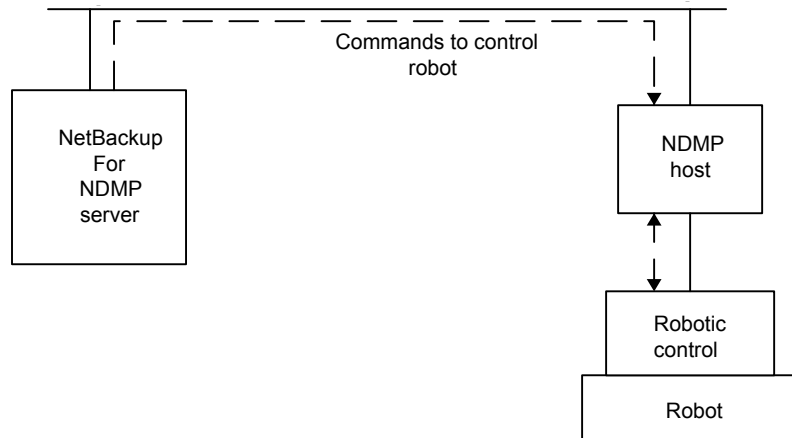 Commands to control
robot
NetBackup
For
NDMP
server
NDMP
host
Robotic
control
Robot